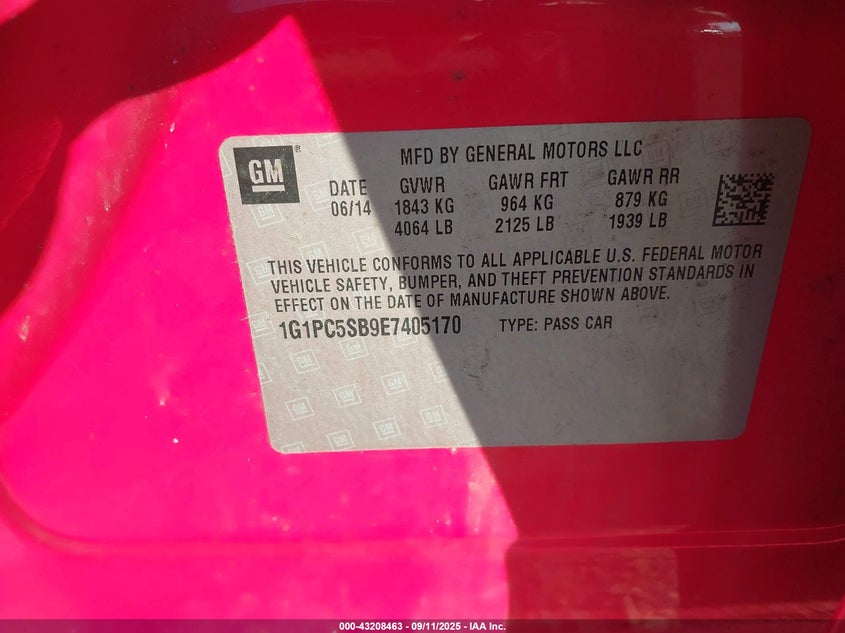 GM
MFD BY GENERAL MOTORS LLC
DATE GVWR GAWR FRT GAWR RR
06/14 1843 KG 964 KG 879 KG
4064 LB 2125 LB 1939 LB
THIS VEHICLE CONFORMS TO ALL APPLICABLE U.S. FEDERAL MOTOR
VEHICLE SAFETY, BUMPER, AND THEFT PREVENTION STANDARDS IN
EFFECT ON THE DATE OF MANUFACTURE SHOWN ABOVE.
1G1PC5SB9E7405170 TYPE: PASS CAR
000-43208463 - 09/11/2025 - IAA Inc.